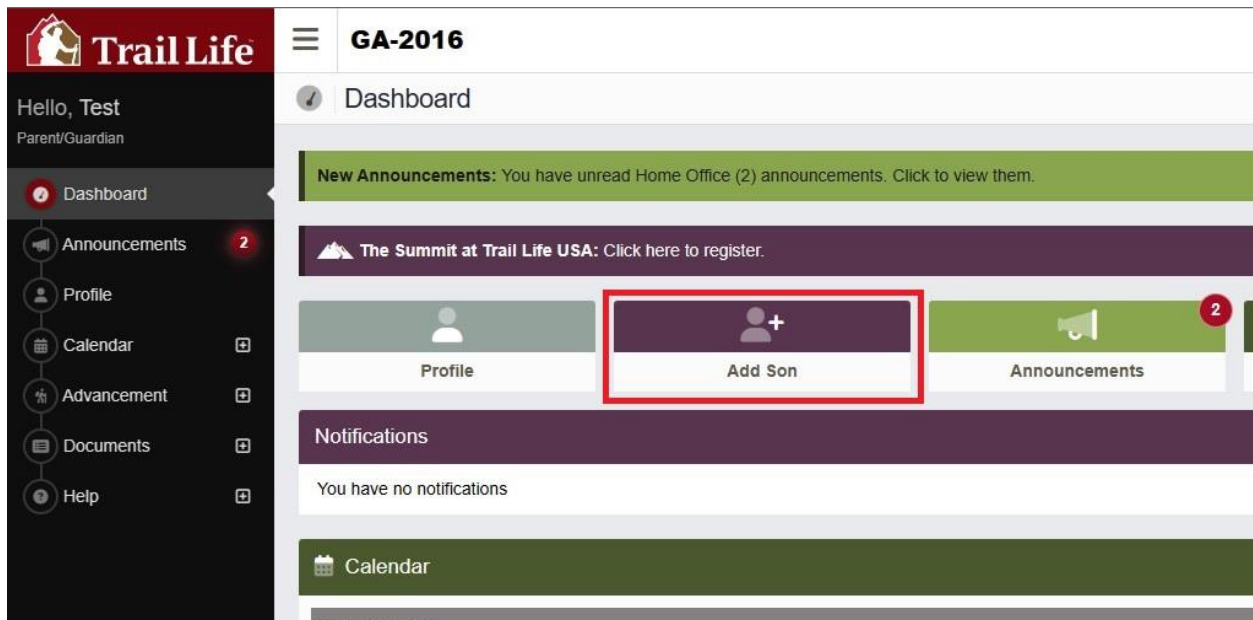 Trail Life
GA-2016
Hello, Test
Parent/Guardian
Dashboard
Announcements 2
Profile
Calendar
Advancement
Documents
Help
Dashboard
New Announcements: You have unread Home Office (2) announcements. Click to view them.
The Summit at Trail Life USA: Click here to register.
Profile
Add Son
2
Announcements
Notifications
You have no notifications
Calendar